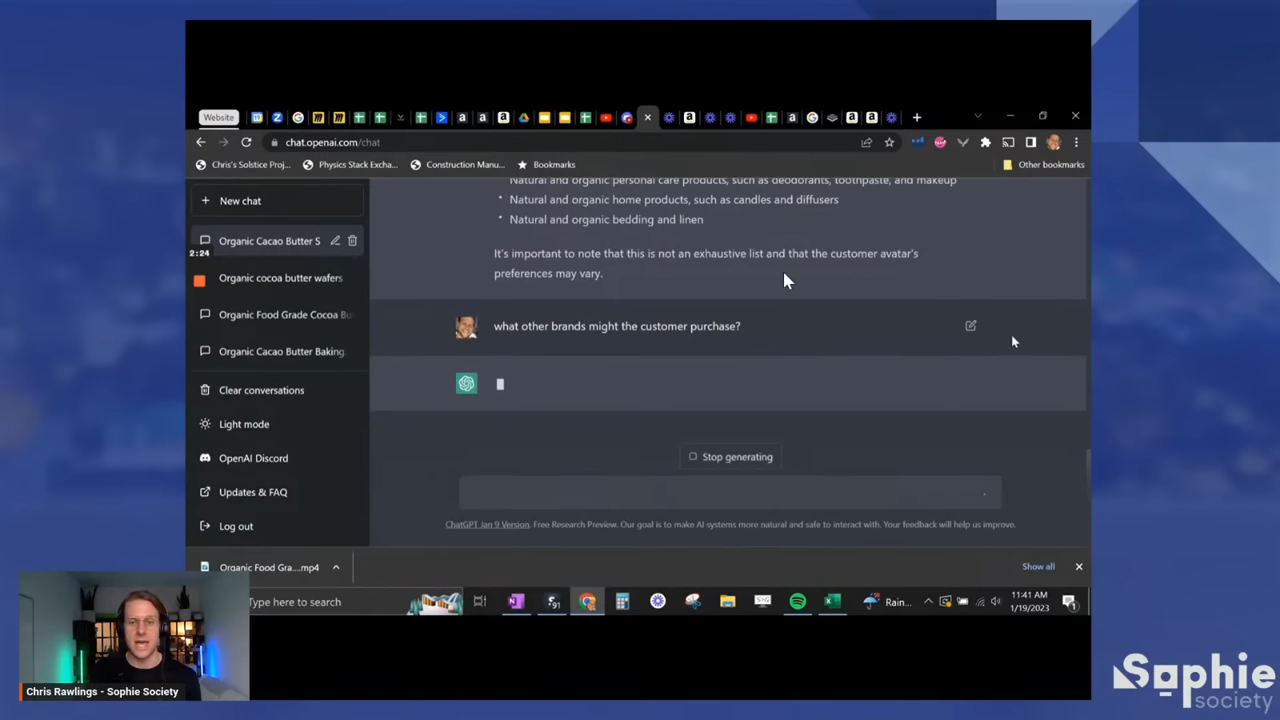 Website
chat.openai.com/chat
Chris's Solstice Proj...
Physics Stack Excha...
Construction Manu...
Bookmarks
Other bookmarks
New chat
Organic Cacao Butter S
2:24
Organic cocoa butter wafers
Organic Food Grade Cocoa Bu
Organic Cacao Butter Baking
Clear conversations
Light mode
OpenAI Discord
Updates & FAQ
Log out
Natural and organic personal care products, such as deodorants, toothpaste, and makeup
• Natural and organic home products, such as candles and diffusers
• Natural and organic bedding and linen
It's important to note that this is not an exhaustive list and that the customer avatar's
preferences may vary.
what other brands might the customer purchase?
Stop generating
ChatGPT Jan 9 Version. Free Research Preview. Our goal is to make AI systems more natural and safe to interact with. Your feedback will help us improve.
Organic Food Gra....mp4
Show all
Type here to search
91
Rain...
11:41 AM
1/19/2023
1
Chris Rawlings - Sophie Society
Sophie
society